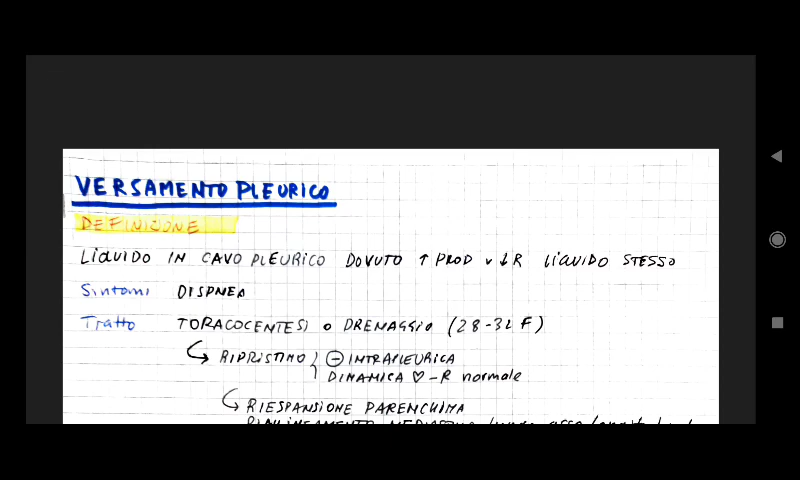 VERSAMENTO PLEURICO
DEFINIZIONE
LIQUIDO IN CAVO PLEURICO DOVUTO ↑ PROD v ↓R LIQUIDO STESSO
Sintomi DISPNEA
Tratto TORACOCENTESI O DRENAGGIO (28-32 F)
↳ RIPRISTINO ⊖ INTRAPLEURICA
DINAMICA ♡-R normale
↳ RIESPANSIONE PARENCHIMA